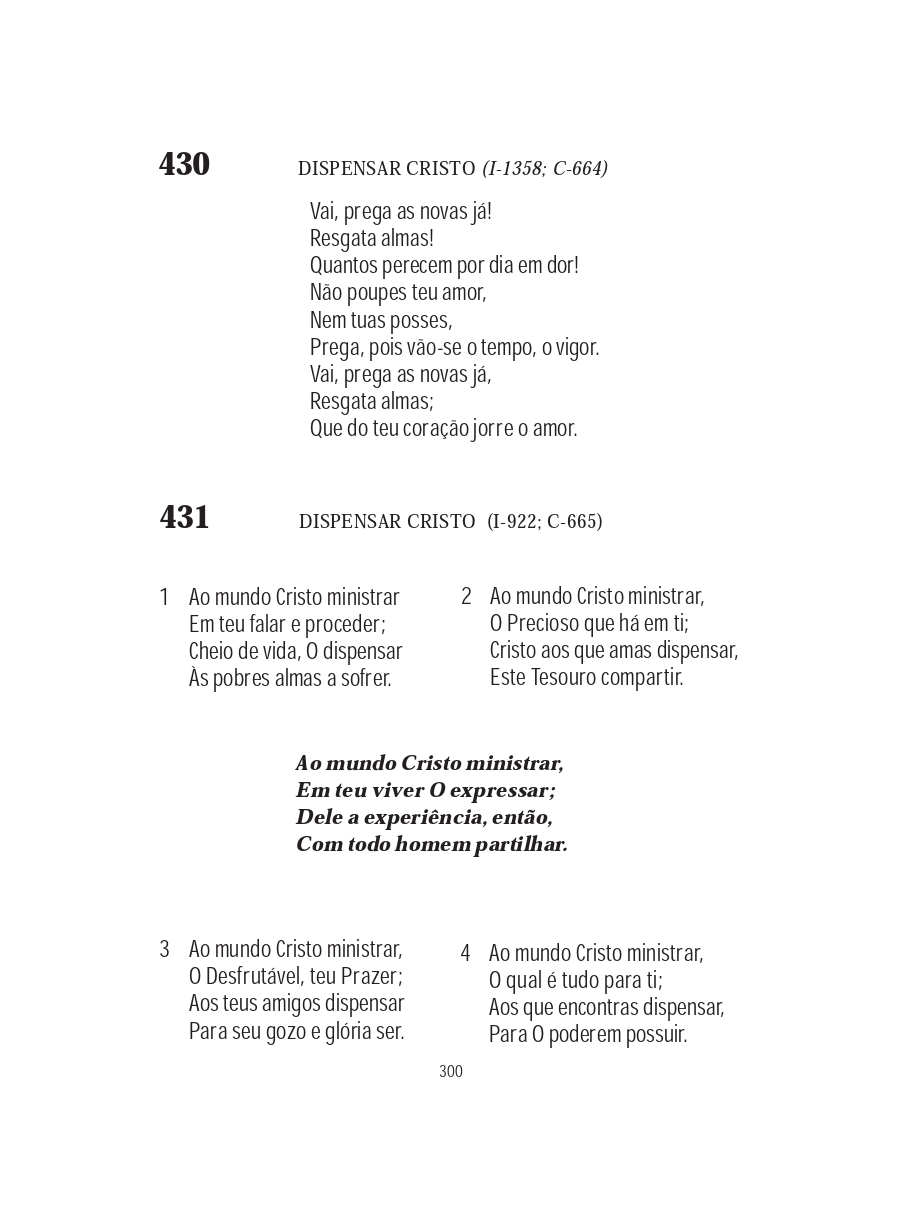 430 DISPENSAR CRISTO (I-1358; C-664)
Vai, prega as novas já!
Resgata almas!
Quantos perecem por dia em dor!
Não poupes teu amor,
Nem tuas posses,
Prega, pois vão-se o tempo, o vigor.
Vai, prega as novas já,
Resgata almas;
Que do teu coração jorre o amor.
431 DISPENSAR CRISTO (I-922; C-665)
1 Ao mundo Cristo ministrar
Em teu falar e proceder;
Cheio de vida, O dispensar
Às pobres almas a sofrer.
2 Ao mundo Cristo ministrar,
O Precioso que há em ti;
Cristo aos que amas dispensar,
Este Tesouro compartir.
Ao mundo Cristo ministrar,
Em teu viver O expressar;
Dele a experiência, então,
Com todo homem partilhar.
3 Ao mundo Cristo ministrar,
O Desfrutável, teu Prazer;
Aos teus amigos dispensar
Para seu gozo e glória ser.
4 Ao mundo Cristo ministrar,
O qual é tudo para ti;
Aos que encontras dispensar,
Para O poderem possuir.
300